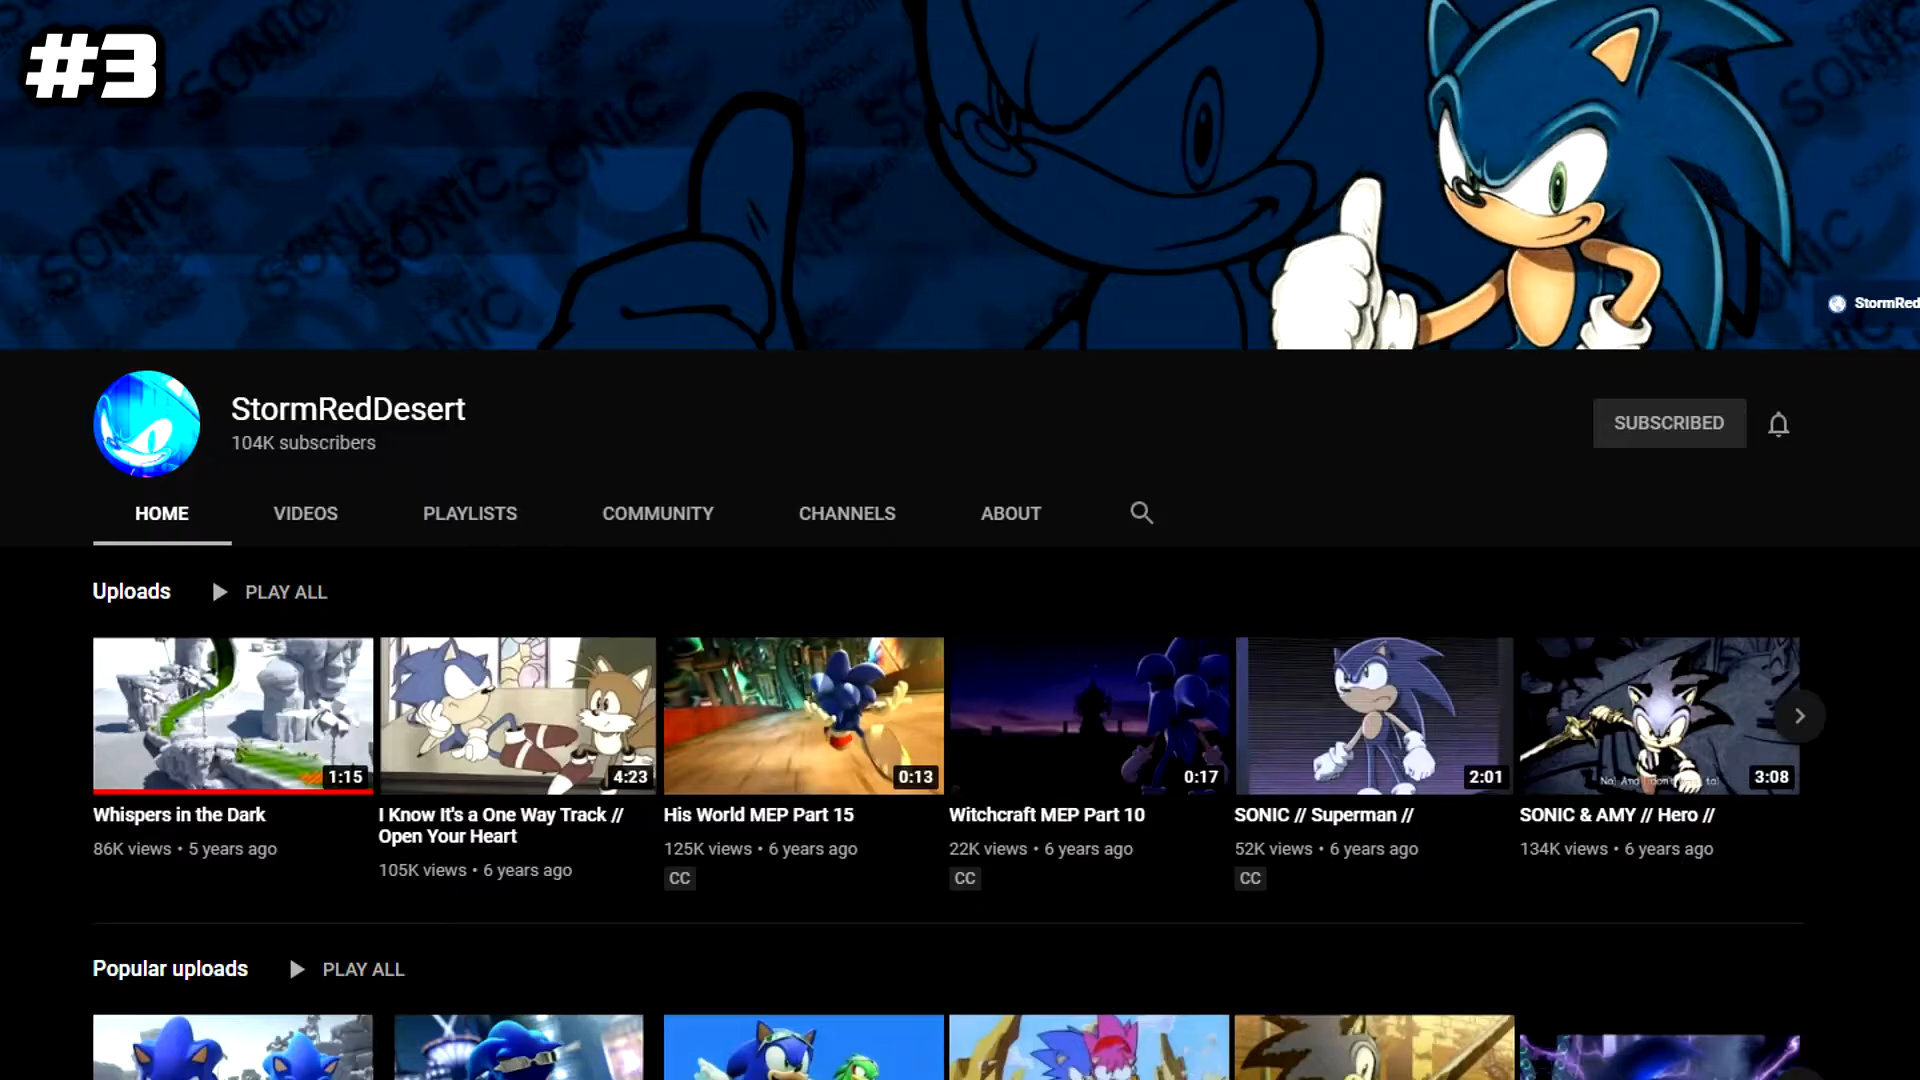 #3
StormRed
StormRedDesert
104K subscribers
SUBSCRIBED
HOME
VIDEOS
PLAYLISTS
COMMUNITY
CHANNELS
ABOUT
Uploads
PLAY ALL
1:15
4:23
0:13
0:17
2:01
3:08
Whispers in the Dark
86K views • 5 years ago
I Know It's a One Way Track //
Open Your Heart
105K views • 6 years ago
His World MEP Part 15
125K views • 6 years ago
CC
Witchcraft MEP Part 10
22K views • 6 years ago
CC
SONIC // Superman //
52K views • 6 years ago
CC
SONIC & AMY // Hero //
134K views • 6 years ago
Popular uploads
PLAY ALL